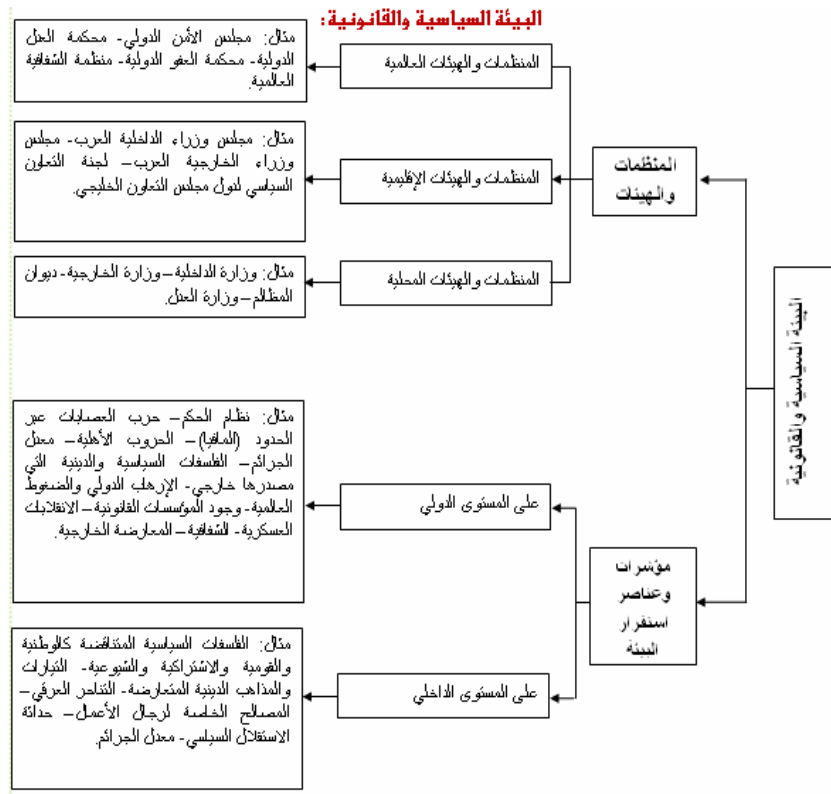 البيئة السياسية والقانونية:
البيئة السياسية والقانونية
المنظمات
والهيئات
المنظمات والهيئات العالمية
مثال: مجلس الأمن الدولي- محكمة العدل
الدولية- محكمة العفو الدولية- منظمة الشفافية
العالمية.
المنظمات والهيئات الإقليمية
مثال: مجلس وزراء الداخلية العرب- مجلس
وزراء الخارجية العرب– لجنة التعاون
السياسي لدول مجلس التعاون الخليجي.
المنظمات والهيئات المحلية
مثال: وزارة الداخلية– وزارة الخارجية- ديوان
المظالم– وزارة العدل.
مؤشرات
وعناصر
استقرار
البيئة
على المستوى الدولي
مثال: نظام الحكم– حرب العصابات عبر
الحدود (المافيا)– الحروب الأهلية– معدل
الجرائم– الفلسفات السياسية والدينية التي
مصدرها خارجي- الإرهاب الدولي والضغوط
العالمية- وجود المؤسسات القانونية– الانقلابات
العسكرية- الشفافية– المعارضة الخارجية.
على المستوى الداخلي
مثال: الفلسفات السياسية المتناقضة كالوطنية
والقومية والاشتراكية والشيوعية- التيارات
والمذاهب الدينية المتعارضة- التناحر العرقي–
المصالح الخاصة لرجال الأعمال– حداثة
الاستقلال السياسي- معدل الجرائم.